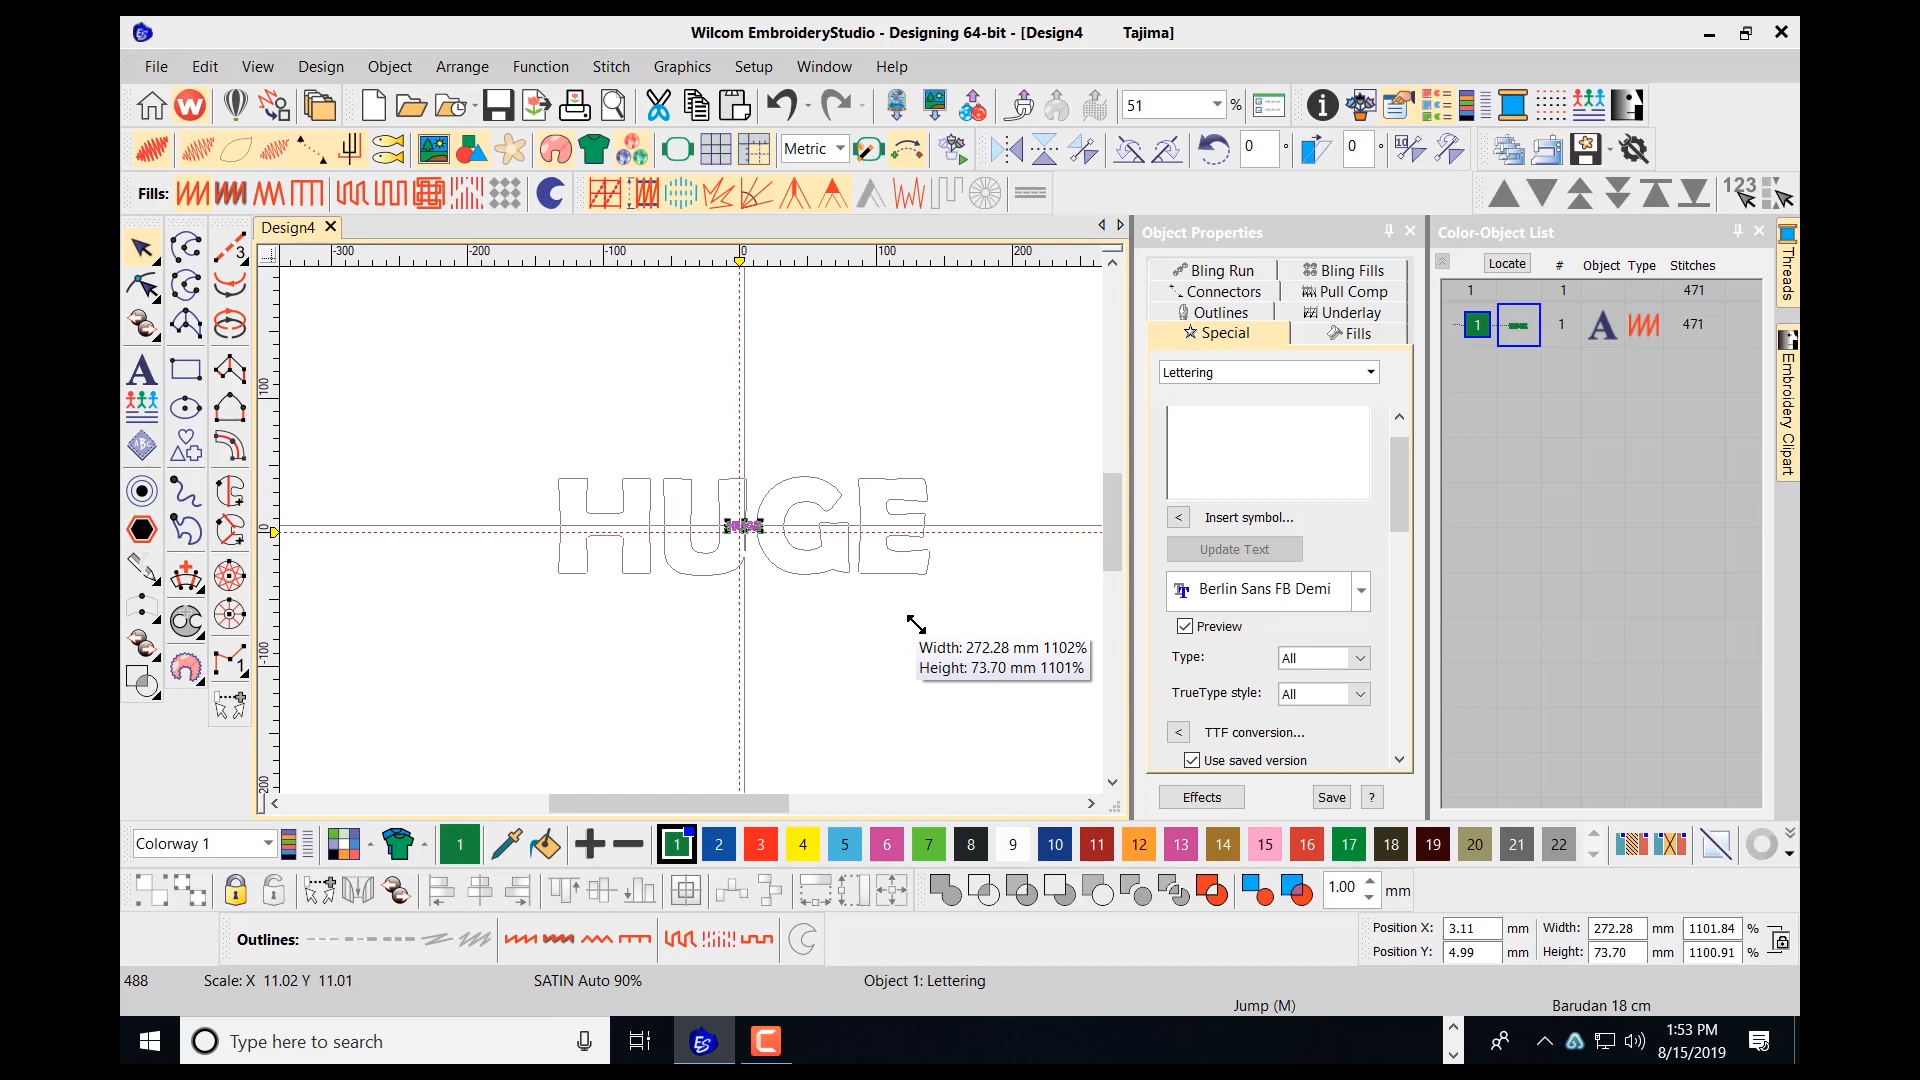 Wilcom EmbroideryStudio - Designing 64-bit - [Design4 Tajima]
File Edit View Design Object Arrange Function Stitch Graphics Setup Window Help
51 %
Metric 0 ° 0 °
Fills:
123
Design4
-300 -200 -100 0 100 200
100
0
-100
200
HUGE
HUGE
Width: 272.28 mm 1102%
Height: 73.70 mm 1101%
Object Properties
Bling Run Bling Fills
Connectors Pull Comp
Outlines Underlay
Special Fills
Lettering
< Insert symbol...
Update Text
Berlin Sans FB Demi
Preview
Type: All
TrueType style: All
< TTF conversion...
Use saved version
Effects Save ?
Color-Object List
Locate # Object Type Stitches
1 1 471
1 1 A 471
Threads
Embroidery Clipart
Colorway 1 1 1 2 3 4 5 6 7 8 9 10 11 12 13 14 15 16 17 18 19 20 21 22
1.00 mm
Outlines:
Position X: 3.11 mm Width: 272.28 mm 1101.84 %
Position Y: 4.99 mm Height: 73.70 mm 1100.91 %
488 Scale: X 11.02 Y 11.01 SATIN Auto 90% Object 1: Lettering
Jump (M) Barudan 18 cm
Type here to search
1:53 PM
8/15/2019